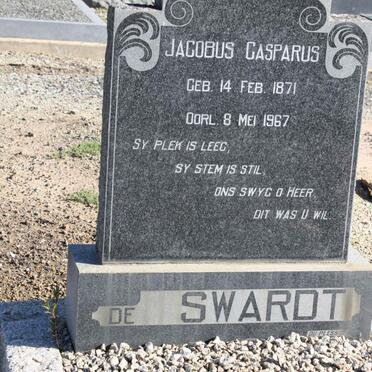 JACOBUS CASPARUS
GEB. 14 FEB. 1871
OORL. 8 MEI 1967
SY PLEK IS LEEG,
SY STEM IS STIL,
ONS SWYG O HEER,
DIT WAS U WIL.
DE SWARDT